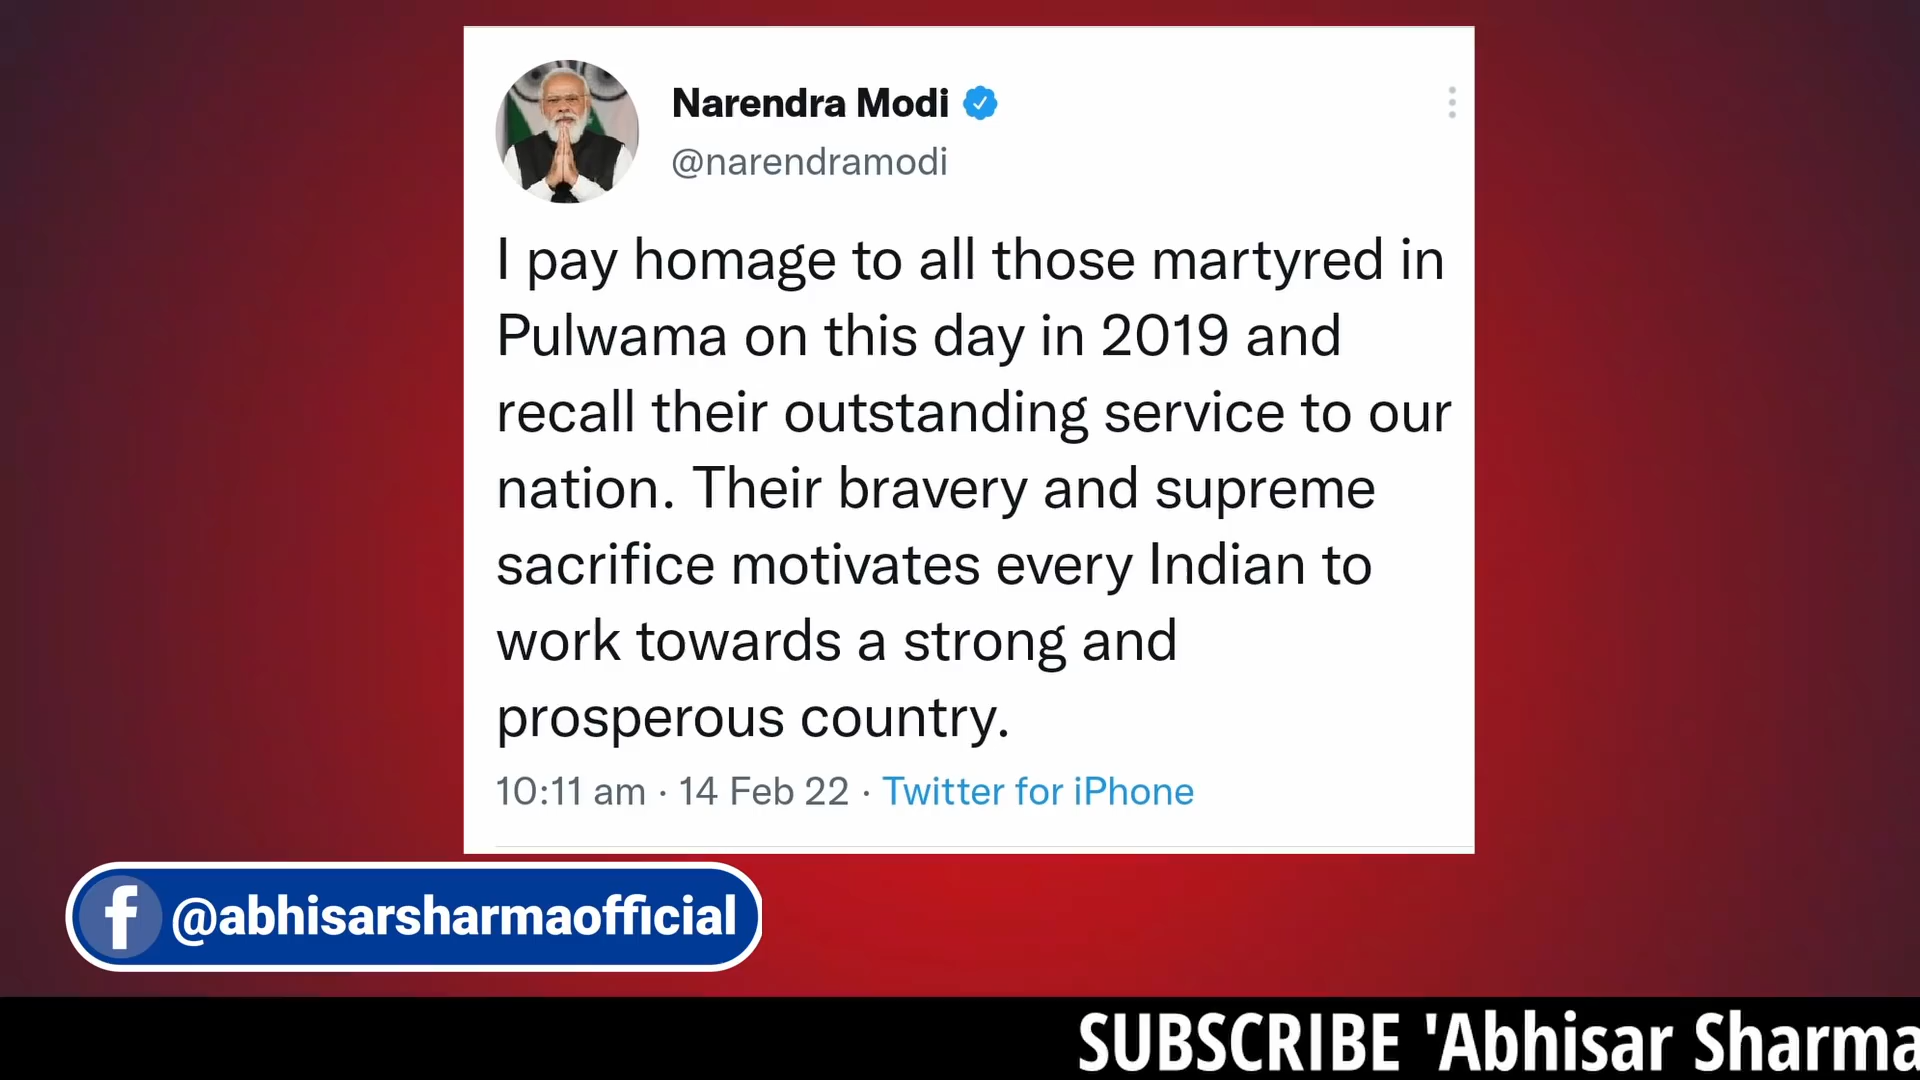 Narendra Modi
@narendramodi
I pay homage to all those martyred in
Pulwama on this day in 2019 and
recall their outstanding service to our
nation. Their bravery and supreme
sacrifice motivates every Indian to
work towards a strong and
prosperous country.
10:11 am · 14 Feb 22 · Twitter for iPhone
f @abhisarsharmaofficial
SUBSCRIBE 'Abhisar Sharma